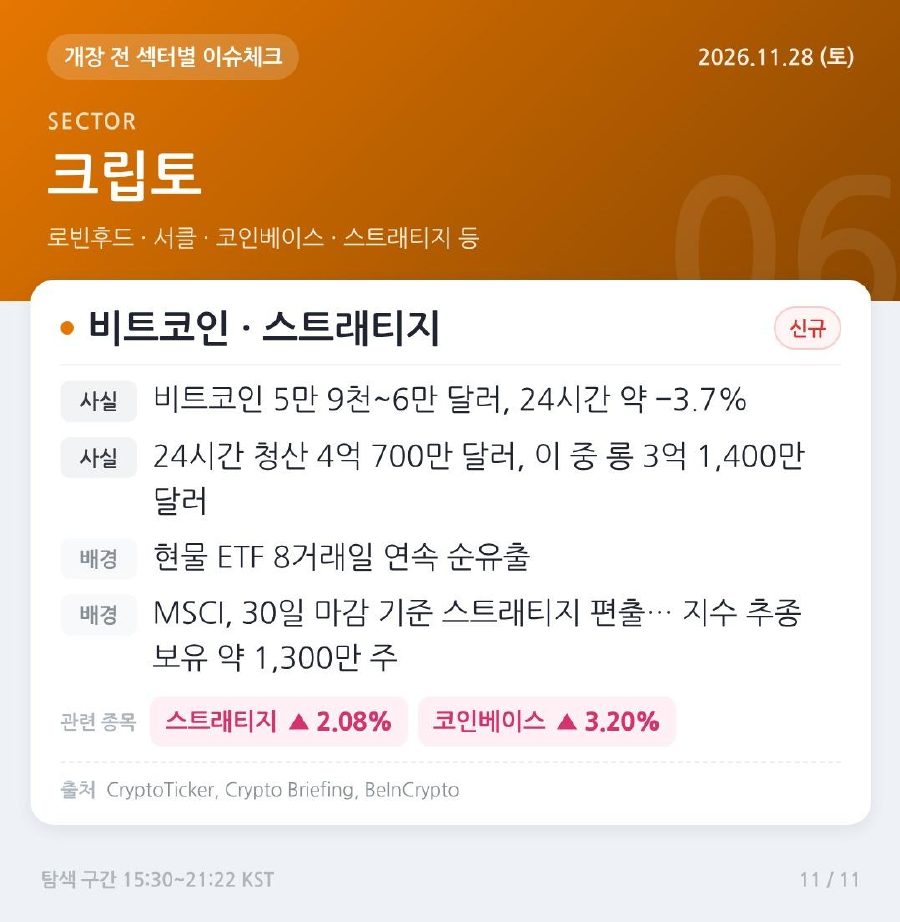 개장 전 섹터별 이슈체크
2026.11.28 (토)
SECTOR
크립토
로빈후드 · 서클 · 코인베이스 · 스트래티지 등
06
비트코인 · 스트래티지
신규
사실 비트코인 5만 9천~6만 달러, 24시간 약 −3.7%
사실 24시간 청산 4억 700만 달러, 이 중 롱 3억 1,400만
달러
배경 현물 ETF 8거래일 연속 순유출
배경 MSCI, 30일 마감 기준 스트래티지 편출… 지수 추종
보유 약 1,300만 주
관련 종목 스트래티지 ▲ 2.08% 코인베이스 ▲ 3.20%
출처 CryptoTicker, Crypto Briefing, BeInCrypto
탐색 구간 15:30~21:22 KST
11 / 11